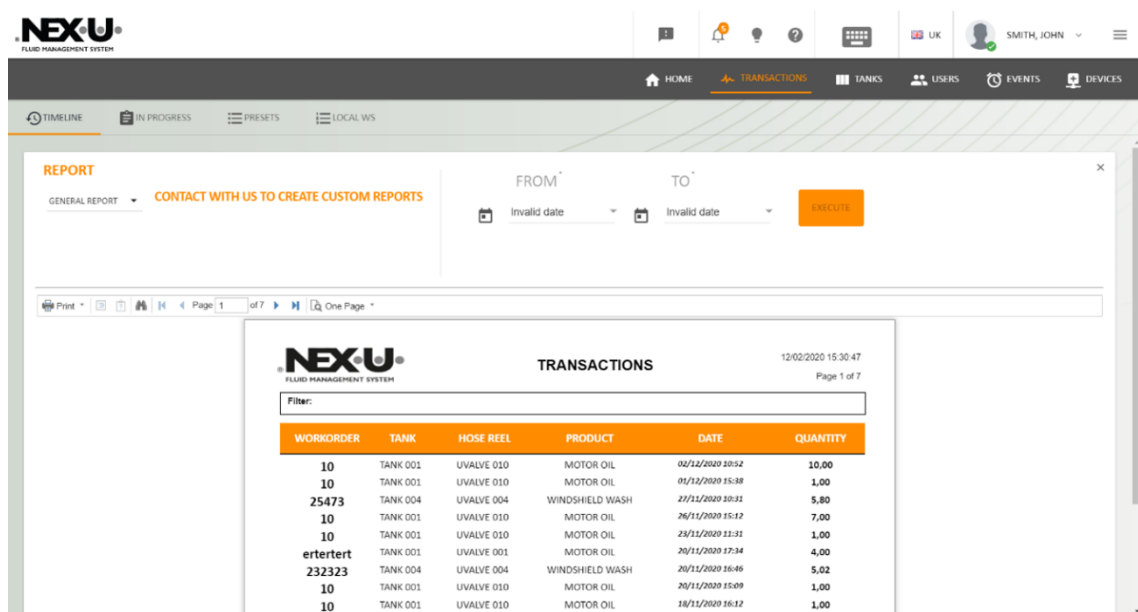 NEX·U
FLUID MANAGEMENT SYSTEM
5
UK
SMITH, JOHN
HOME
TRANSACTIONS
TANKS
USERS
EVENTS
DEVICES
TIMELINE
IN PROGRESS
PRESETS
LOCAL WS
REPORT
GENERAL REPORT
CONTACT WITH US TO CREATE CUSTOM REPORTS
FROM*
TO*
Invalid date
Invalid date
EXECUTE
Print
Page 1 of 7
One Page
NEX·U
FLUID MANAGEMENT SYSTEM
TRANSACTIONS
12/02/2020 15:30:47
Page 1 of 7
Filter:
WORKORDER TANK HOSE REEL PRODUCT DATE QUANTITY
10 TANK 001 UVALVE 010 MOTOR OIL 02/12/2020 10:52 10,00
10 TANK 001 UVALVE 010 MOTOR OIL 01/12/2020 15:38 1,00
25473 TANK 004 UVALVE 004 WINDSHIELD WASH 27/11/2020 10:31 5,80
10 TANK 001 UVALVE 010 MOTOR OIL 26/11/2020 15:12 7,00
10 TANK 001 UVALVE 010 MOTOR OIL 23/11/2020 11:31 1,00
ertertert TANK 001 UVALVE 001 MOTOR OIL 20/11/2020 17:34 4,00
232323 TANK 004 UVALVE 004 WINDSHIELD WASH 20/11/2020 16:46 5,02
10 TANK 001 UVALVE 010 MOTOR OIL 20/11/2020 15:09 1,00
10 TANK 001 UVALVE 010 MOTOR OIL 18/11/2020 16:12 1,00